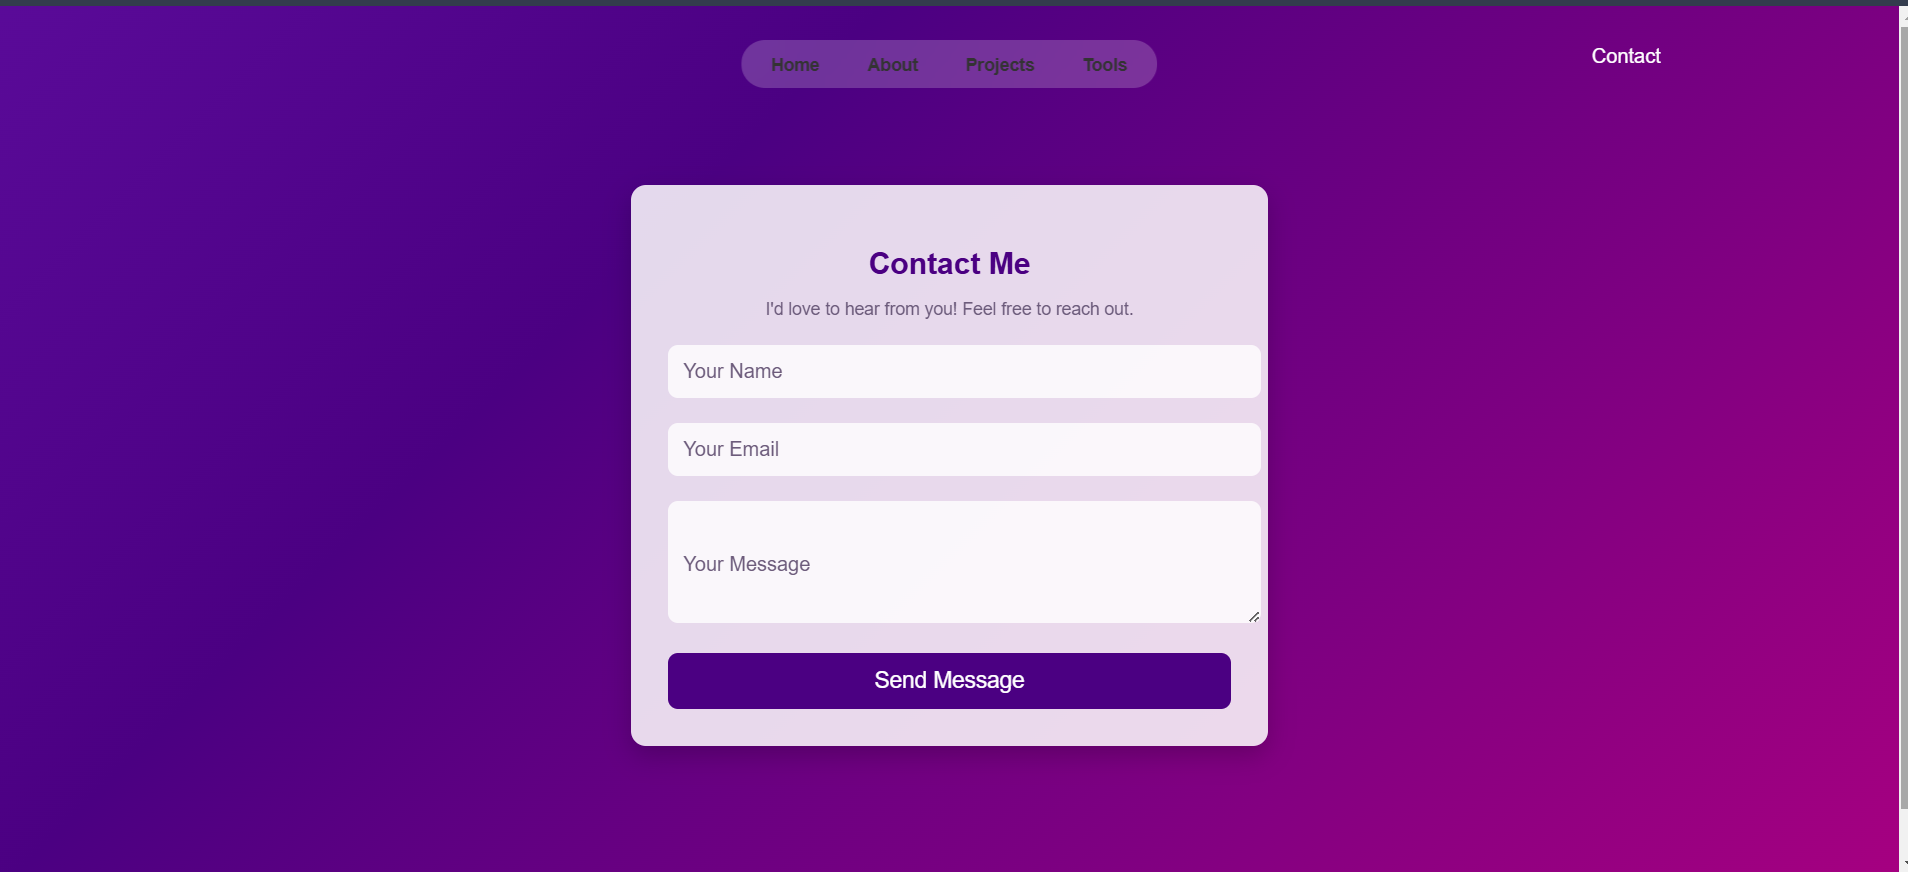 Home About Projects Tools
Contact
Contact Me
I'd love to hear from you! Feel free to reach out.
Your Name
Your Email
Your Message
Send Message